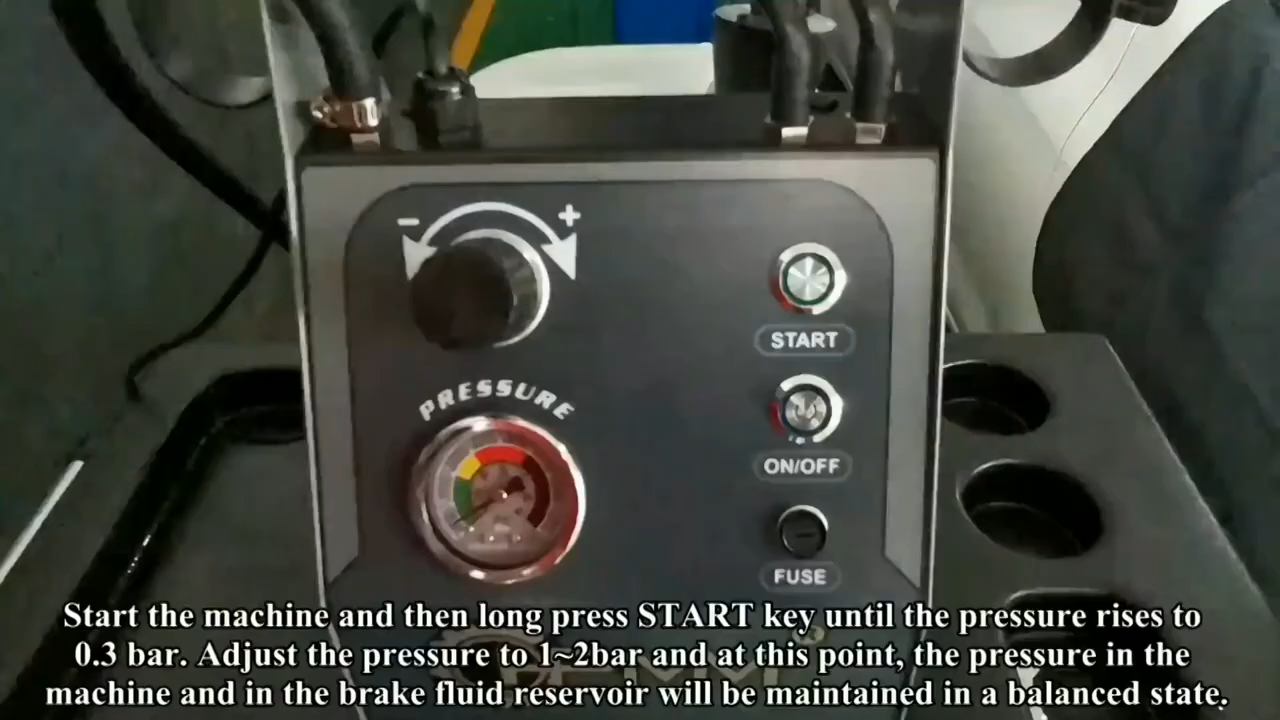 - +
START
PRESSURE
ON/OFF
FUSE
Start the machine and then long press START key until the pressure rises to
0.3 bar. Adjust the pressure to 1~2bar and at this point, the pressure in the
machine and in the brake fluid reservoir will be maintained in a balanced state.